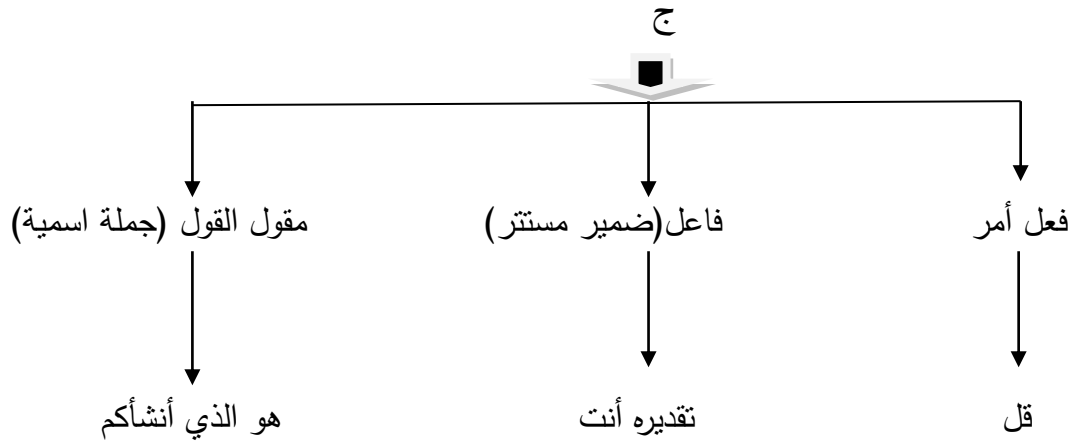 ج
فعل أمر
فاعل(ضمير مستتر)
مقول القول (جملة اسمية)
قل
تقديره أنت
هو الذي أنشأكم